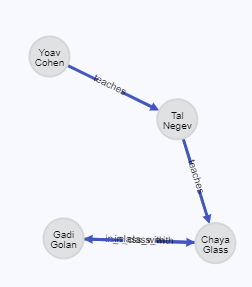 Yoav
Cohen
teaches
Tal
Negev
teaches
Gadi
Golan
Chaya
Glass